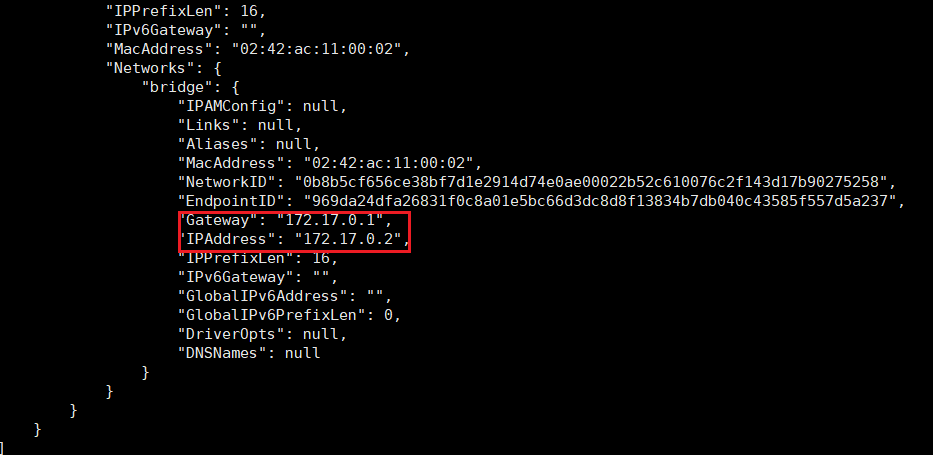 "IPPrefixLen": 16,
"IPv6Gateway": "",
"MacAddress": "02:42:ac:11:00:02",
"Networks": {
"bridge": {
"IPAMConfig": null,
"Links": null,
"Aliases": null,
"MacAddress": "02:42:ac:11:00:02",
"NetworkID": "0b8b5cf656ce38bf7d1e2914d74e0ae00022b52c610076c2f143d17b90275258",
"EndpointID": "969da24dfa26831f0c8a01e5bc66d3dc8d8f13834b7db040c43585f557d5a237",
"Gateway": "172.17.0.1",
"IPAddress": "172.17.0.2",
"IPPrefixLen": 16,
"IPv6Gateway": "",
"GlobalIPv6Address": "",
"GlobalIPv6PrefixLen": 0,
"DriverOpts": null,
"DNSNames": null
}
}
}
}
]